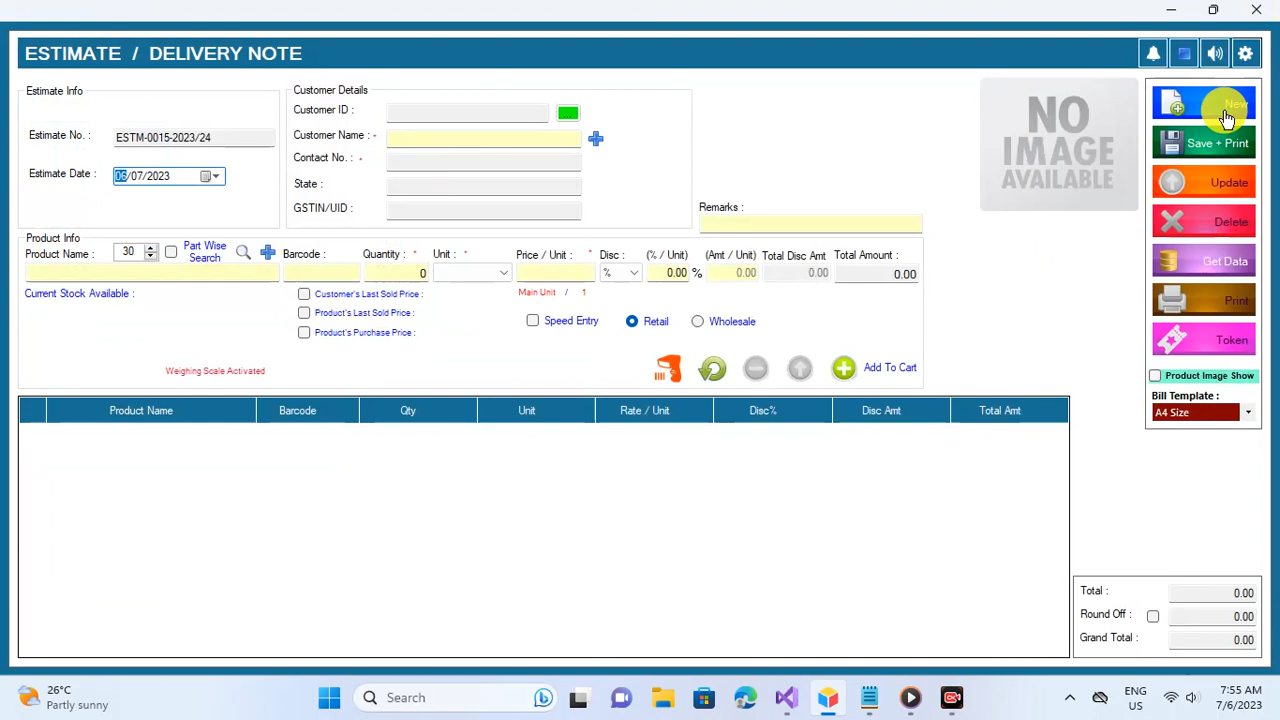 ESTIMATE / DELIVERY NOTE
Estimate Info
Estimate No. : ESTM-0015-2023/24
Estimate Date : 06/07/2023
Customer Details
Customer ID :
...
Customer Name : *
Contact No. : *
State :
GSTIN/UID :
Remarks :
NO
IMAGE
AVAILABLE
New
Save + Print
Update
Delete
Get Data
Print
Token
Product Image Show
Bill Template :
A4 Size
Product Info
Product Name : 30 Part Wise
Search
Barcode: Quantity : * Unit : * Price / Unit : * Disc : (% / Unit) (Amt / Unit) Total Disc Amt Total Amount :
0 % 0.00 % 0.00 0.00 0.00
Current Stock Available :
Customer's Last Sold Price :
Product's Last Sold Price :
Product's Purchase Price :
Main Unit / 1
Speed Entry Retail Wholesale
Weighing Scale Activated
Add To Cart
Product Name Barcode Qty Unit Rate / Unit Disc% Disc Amt Total Amt
Total : 0.00
Round Off : 0.00
Grand Total : 0.00
26°C
Partly sunny
Search
ENG
US
7:55 AM
7/6/2023